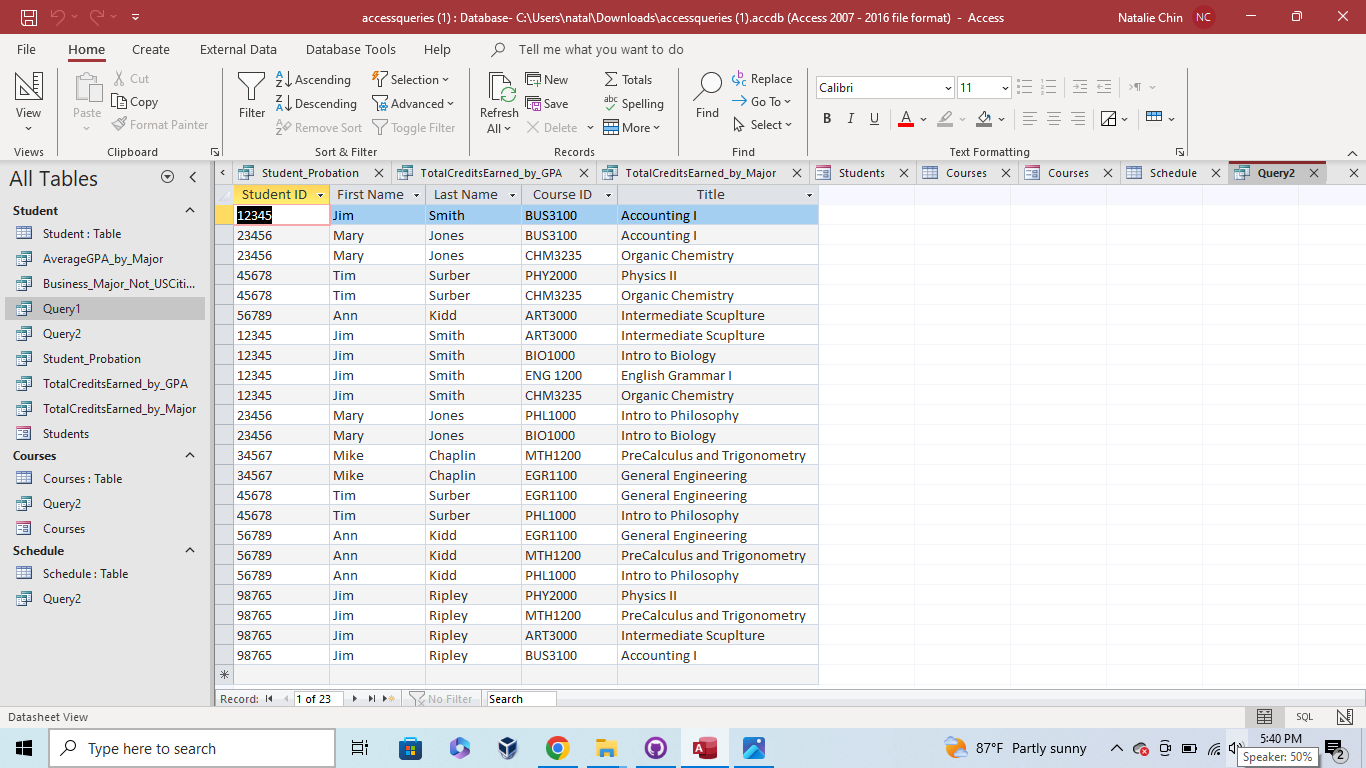 accessqueries (1) : Database- C:\Users\natal\Downloads\accessqueries (1).accdb (Access 2007 - 2016 file format) - Access Natalie Chin NC
File Home Create External Data Database Tools Help Tell me what you want to do
View
Views
Paste
Cut
Copy
Format Painter
Clipboard
Filter
Ascending
Descending
Remove Sort
Selection
Advanced
Toggle Filter
Sort & Filter
Refresh
All
New
Save
Delete
Totals
Spelling
More
Records
Find
Replace
Go To
Select
Find
Calibri 11
B I U A
Text Formatting
All Tables
Student
Student : Table
AverageGPA_by_Major
Business_Major_Not_USCiti...
Query1
Query2
Student_Probation
TotalCreditsEarned_by_GPA
TotalCreditsEarned_by_Major
Students
Courses
Courses : Table
Query2
Courses
Schedule
Schedule : Table
Query2
Student_Probation TotalCreditsEarned_by_GPA TotalCreditsEarned_by_Major Students Courses Courses Schedule Query2
Student ID First Name Last Name Course ID Title
12345 Jim Smith BUS3100 Accounting I
23456 Mary Jones BUS3100 Accounting I
23456 Mary Jones CHM3235 Organic Chemistry
45678 Tim Surber PHY2000 Physics II
45678 Tim Surber CHM3235 Organic Chemistry
56789 Ann Kidd ART3000 Intermediate Scuplture
12345 Jim Smith ART3000 Intermediate Scuplture
12345 Jim Smith BIO1000 Intro to Biology
12345 Jim Smith ENG 1200 English Grammar I
12345 Jim Smith CHM3235 Organic Chemistry
23456 Mary Jones PHL1000 Intro to Philosophy
23456 Mary Jones BIO1000 Intro to Biology
34567 Mike Chaplin MTH1200 PreCalculus and Trigonometry
34567 Mike Chaplin EGR1100 General Engineering
45678 Tim Surber EGR1100 General Engineering
45678 Tim Surber PHL1000 Intro to Philosophy
56789 Ann Kidd EGR1100 General Engineering
56789 Ann Kidd MTH1200 PreCalculus and Trigonometry
56789 Ann Kidd PHL1000 Intro to Philosophy
98765 Jim Ripley PHY2000 Physics II
98765 Jim Ripley MTH1200 PreCalculus and Trigonometry
98765 Jim Ripley ART3000 Intermediate Scuplture
98765 Jim Ripley BUS3100 Accounting I
Record: 1 of 23 No Filter Search
Datasheet View SQL
Type here to search 87°F Partly sunny 5:40 PM 2
Speaker: 50%